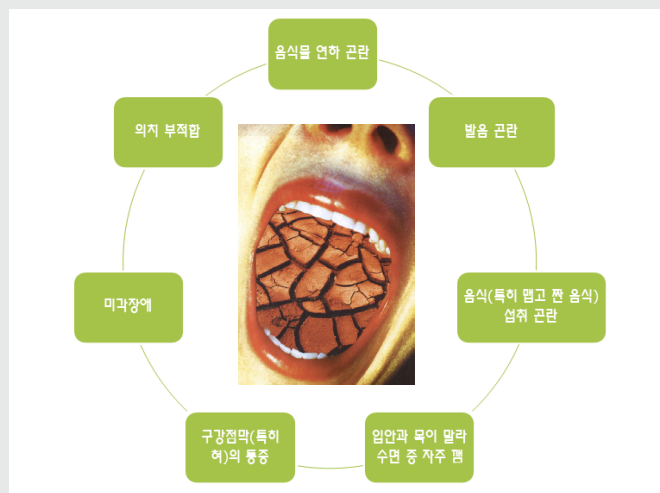 음식물 연하 곤란
발음 곤란
음식(특히 맵고 짠 음식)
섭취 곤란
입안과 목이 말라
수면 중 자주 깸
구강점막(특히
혀)의 통증
미각장애
의치 부적합